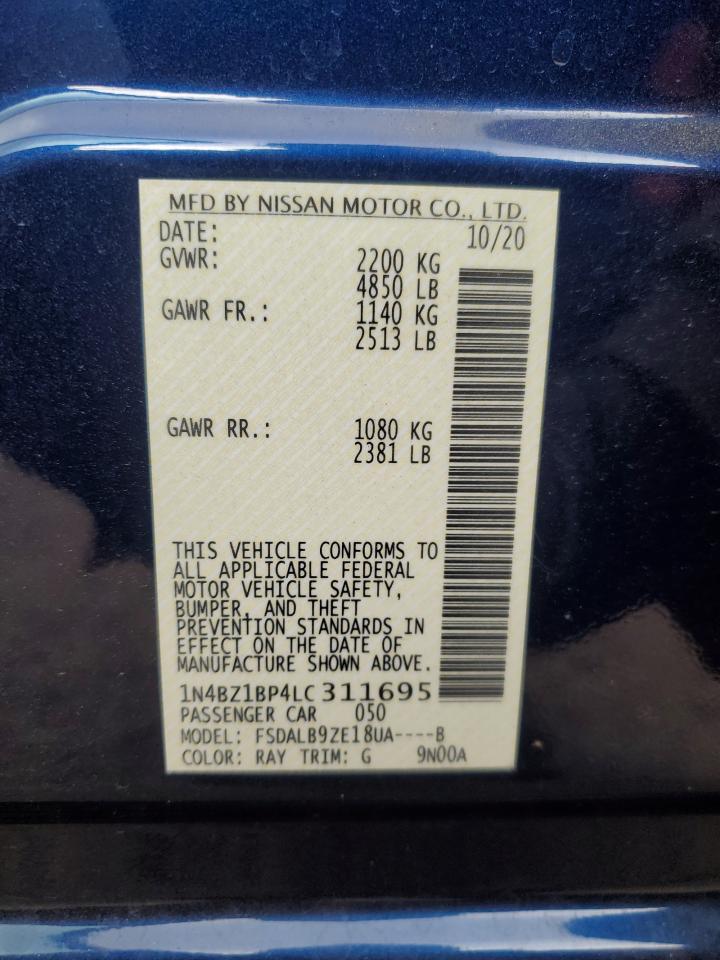 MFD BY NISSAN MOTOR CO., LTD.
DATE: 10/20
GVWR: 2200 KG
4850 LB
GAWR FR.: 1140 KG
2513 LB
GAWR RR.: 1080 KG
2381 LB
THIS VEHICLE CONFORMS TO
ALL APPLICABLE FEDERAL
MOTOR VEHICLE SAFETY,
BUMPER, AND THEFT
PREVENTION STANDARDS IN
EFFECT ON THE DATE OF
MANUFACTURE SHOWN ABOVE.
1N4BZ1BP4LC311695
PASSENGER CAR 050
MODEL: FSDALB9ZE18UA----B
COLOR: RAY TRIM: G 9N00A